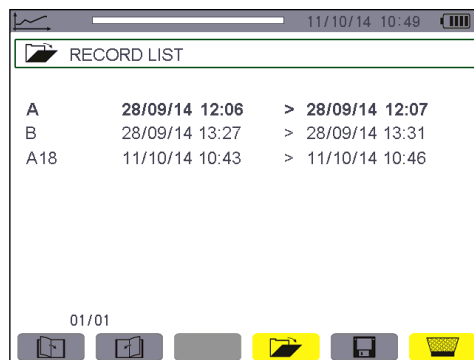 11/10/14 10:49
RECORD LIST
A 28/09/14 12:06 > 28/09/14 12:07
B 28/09/14 13:27 > 28/09/14 13:31
A18 11/10/14 10:43 > 11/10/14 10:46
01/01